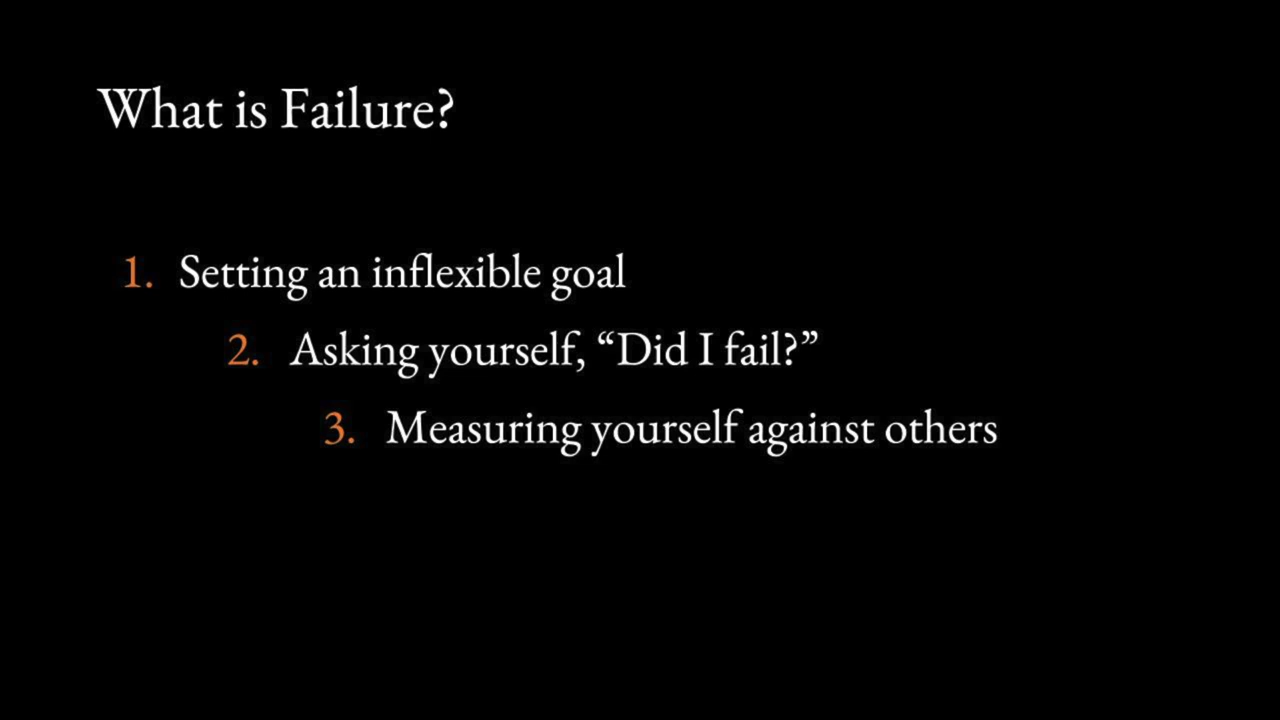 What is Failure?
1. Setting an inflexible goal
2. Asking yourself, “Did I fail?”
3. Measuring yourself against others